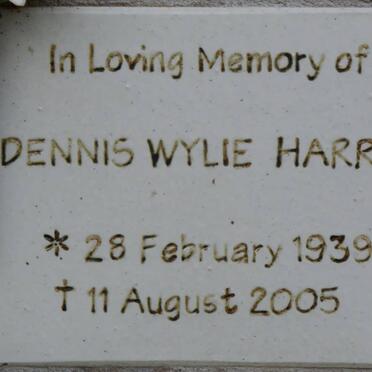 In Loving Memory of
DENNIS WYLIE HARR
* 28 February 1939
† 11 August 2005